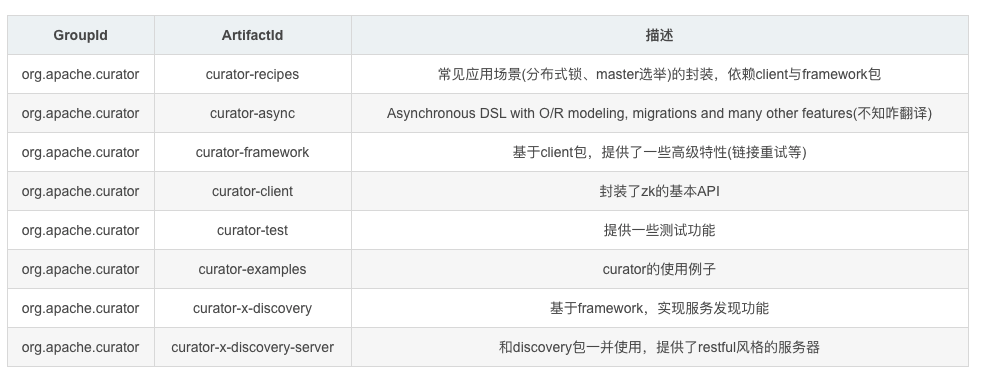 GroupId ArtifactId 描述
org.apache.curator curator-recipes 常见应用场景(分布式锁、master选举)的封装，依赖client与framework包
org.apache.curator curator-async Asynchronous DSL with O/R modeling, migrations and many other features(不知咋翻译)
org.apache.curator curator-framework 基于client包，提供了一些高级特性(链接重试等)
org.apache.curator curator-client 封装了zk的基本API
org.apache.curator curator-test 提供一些测试功能
org.apache.curator curator-examples curator的使用例子
org.apache.curator curator-x-discovery 基于framework，实现服务发现功能
org.apache.curator curator-x-discovery-server 和discovery包一并使用，提供了restful风格的服务器